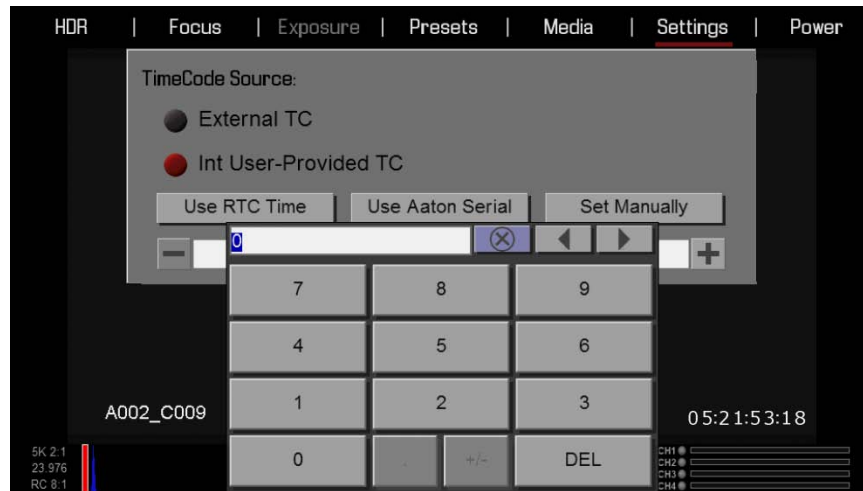 HDR | Focus | Exposure | Presets | Media | Settings | Power
TimeCode Source:
External TC
Int User-Provided TC
Use RTC Time Use Aaton Serial Set Manually
0
7 8 9
4 5 6
1 2 3
0 . +/- DEL
A002_C009 05:21:53:18
5K 2:1
23.976
RC 8:1
CH1
CH2
CH3
CH4